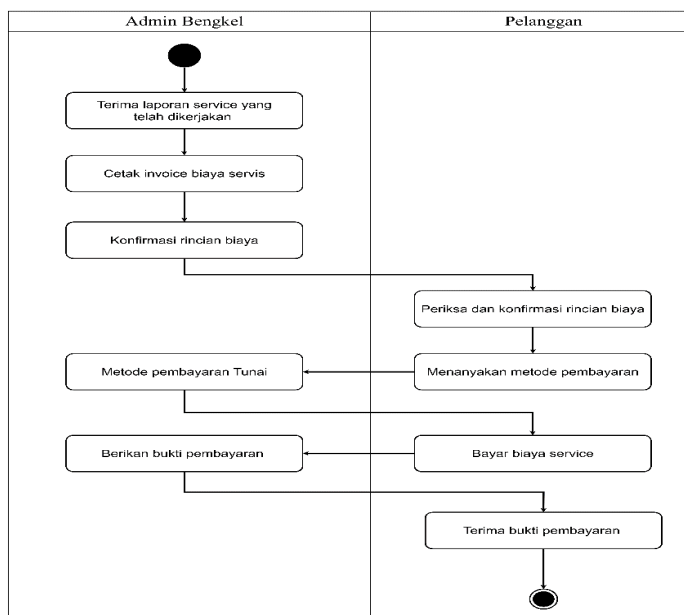 Admin Bengkel
Pelanggan
Terima laporan service yang
telah dikerjakan
Cetak invoice biaya servis
Konfirmasi rincian biaya
Periksa dan konfirmasi rincian biaya
Metode pembayaran Tunai
Menanyakan metode pembayaran
Berikan bukti pembayaran
Bayar biaya service
Terima bukti pembayaran